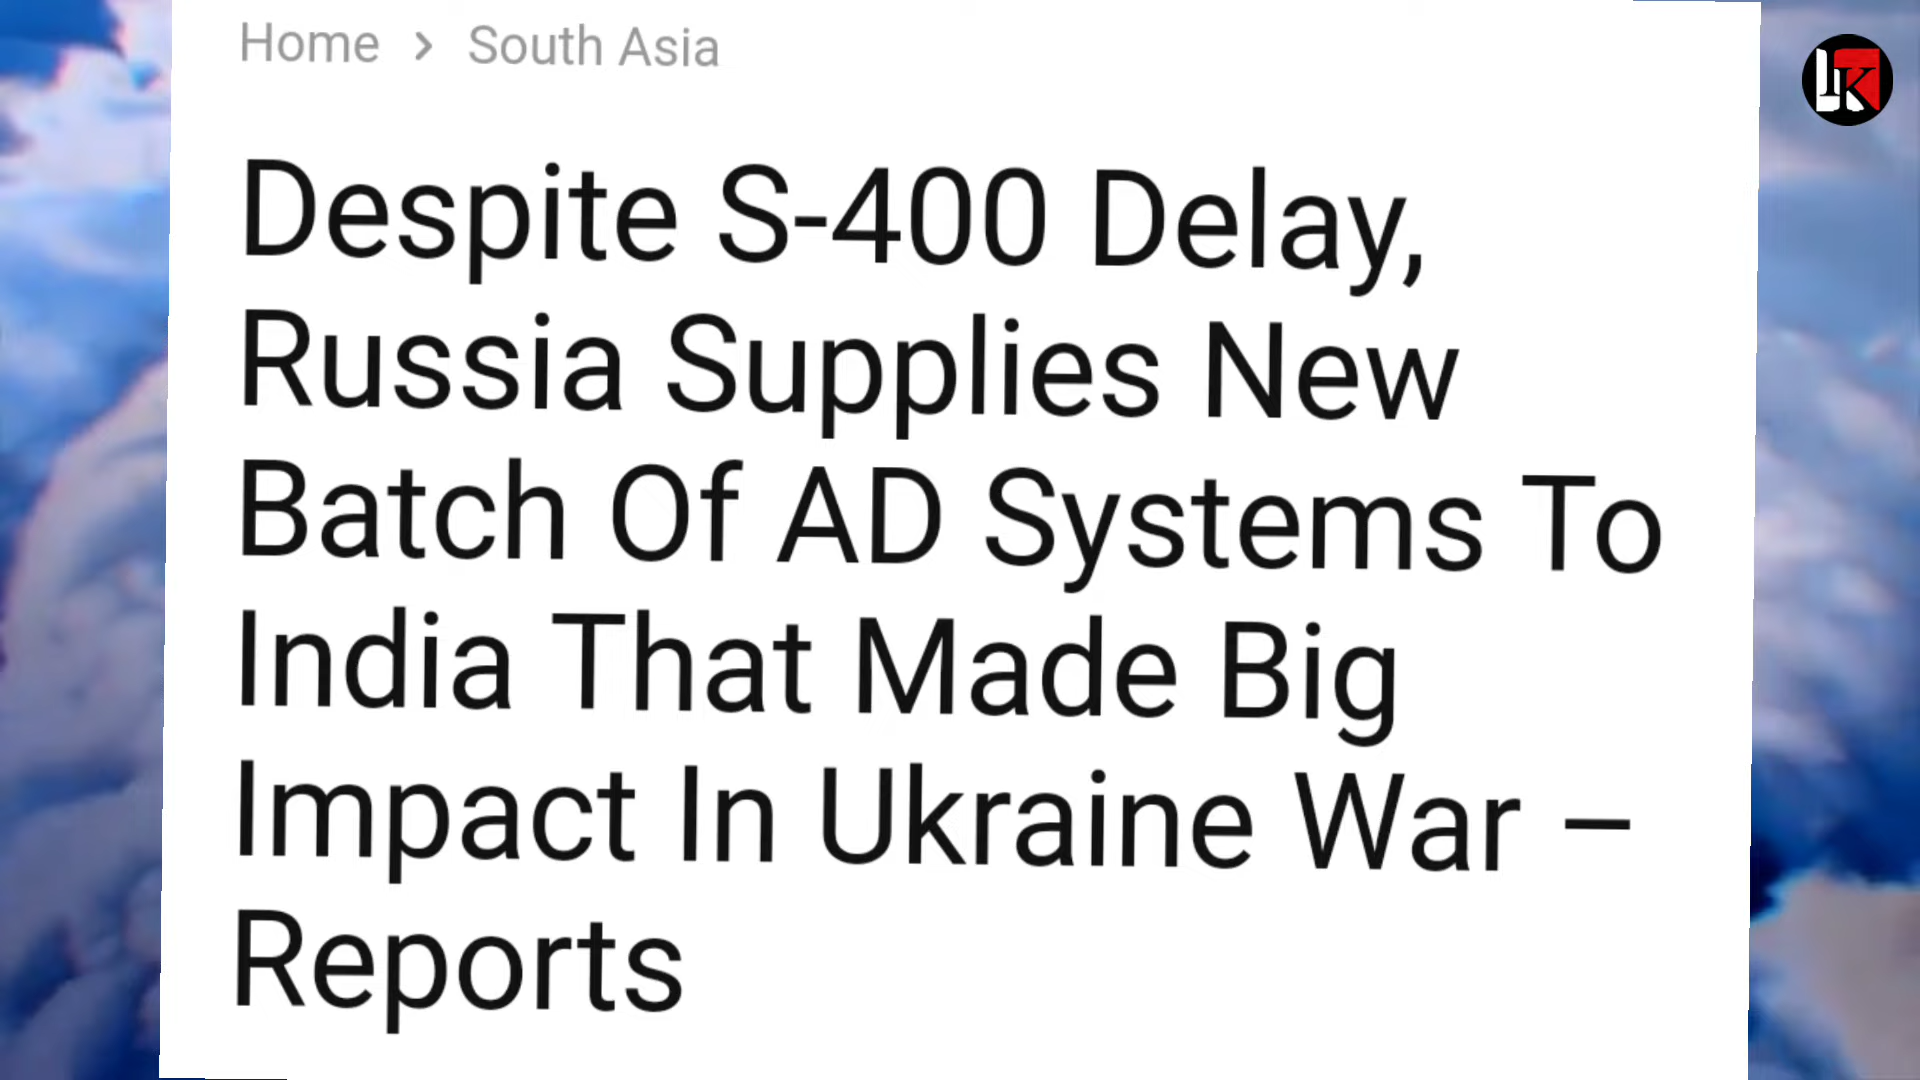 Home > South Asia
Despite S-400 Delay,
Russia Supplies New
Batch Of AD Systems To
India That Made Big
Impact In Ukraine War –
Reports